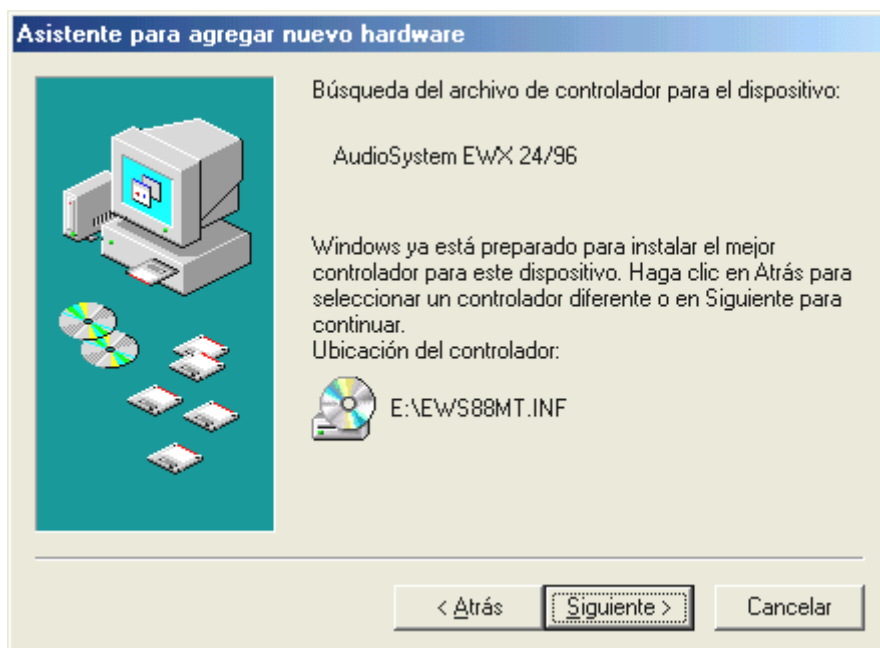 Asistente para agregar nuevo hardware
Búsqueda del archivo de controlador para el dispositivo:
AudioSystem EWX 24/96
Windows ya está preparado para instalar el mejor
controlador para este dispositivo. Haga clic en Atrás para
seleccionar un controlador diferente o en Siguiente para
continuar.
Ubicación del controlador:
E:\EWS88MT.INF
< Atrás
Siguiente >
Cancelar